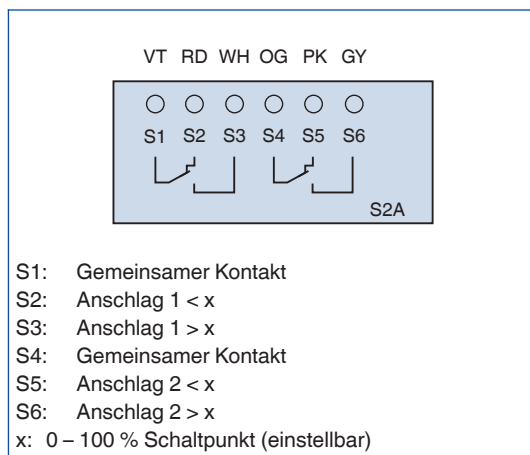 VT RD WH OG PK GY
S1 S2 S3 S4 S5 S6
S2A
S1: Gemeinsamer Kontakt
S2: Anschlag 1 < x
S3: Anschlag 1 > x
S4: Gemeinsamer Kontakt
S5: Anschlag 2 < x
S6: Anschlag 2 > x
x: 0 – 100 % Schaltpunkt (einstellbar)